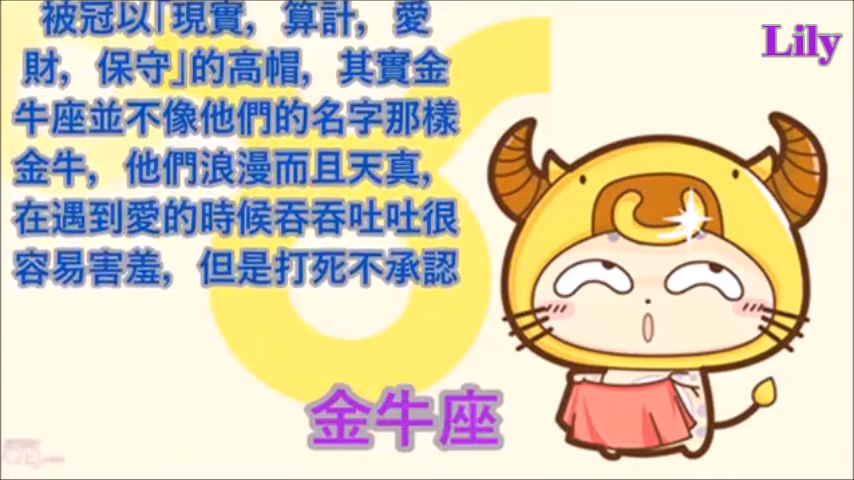 被冠以「現實，算計，愛
財，保守」的高帽，其實金
牛座並不像他們的名字那樣
金牛，他們浪漫而且天真，
在遇到愛的時候吞吞吐吐很
容易害羞，但是打死不承認
Lily
金牛座